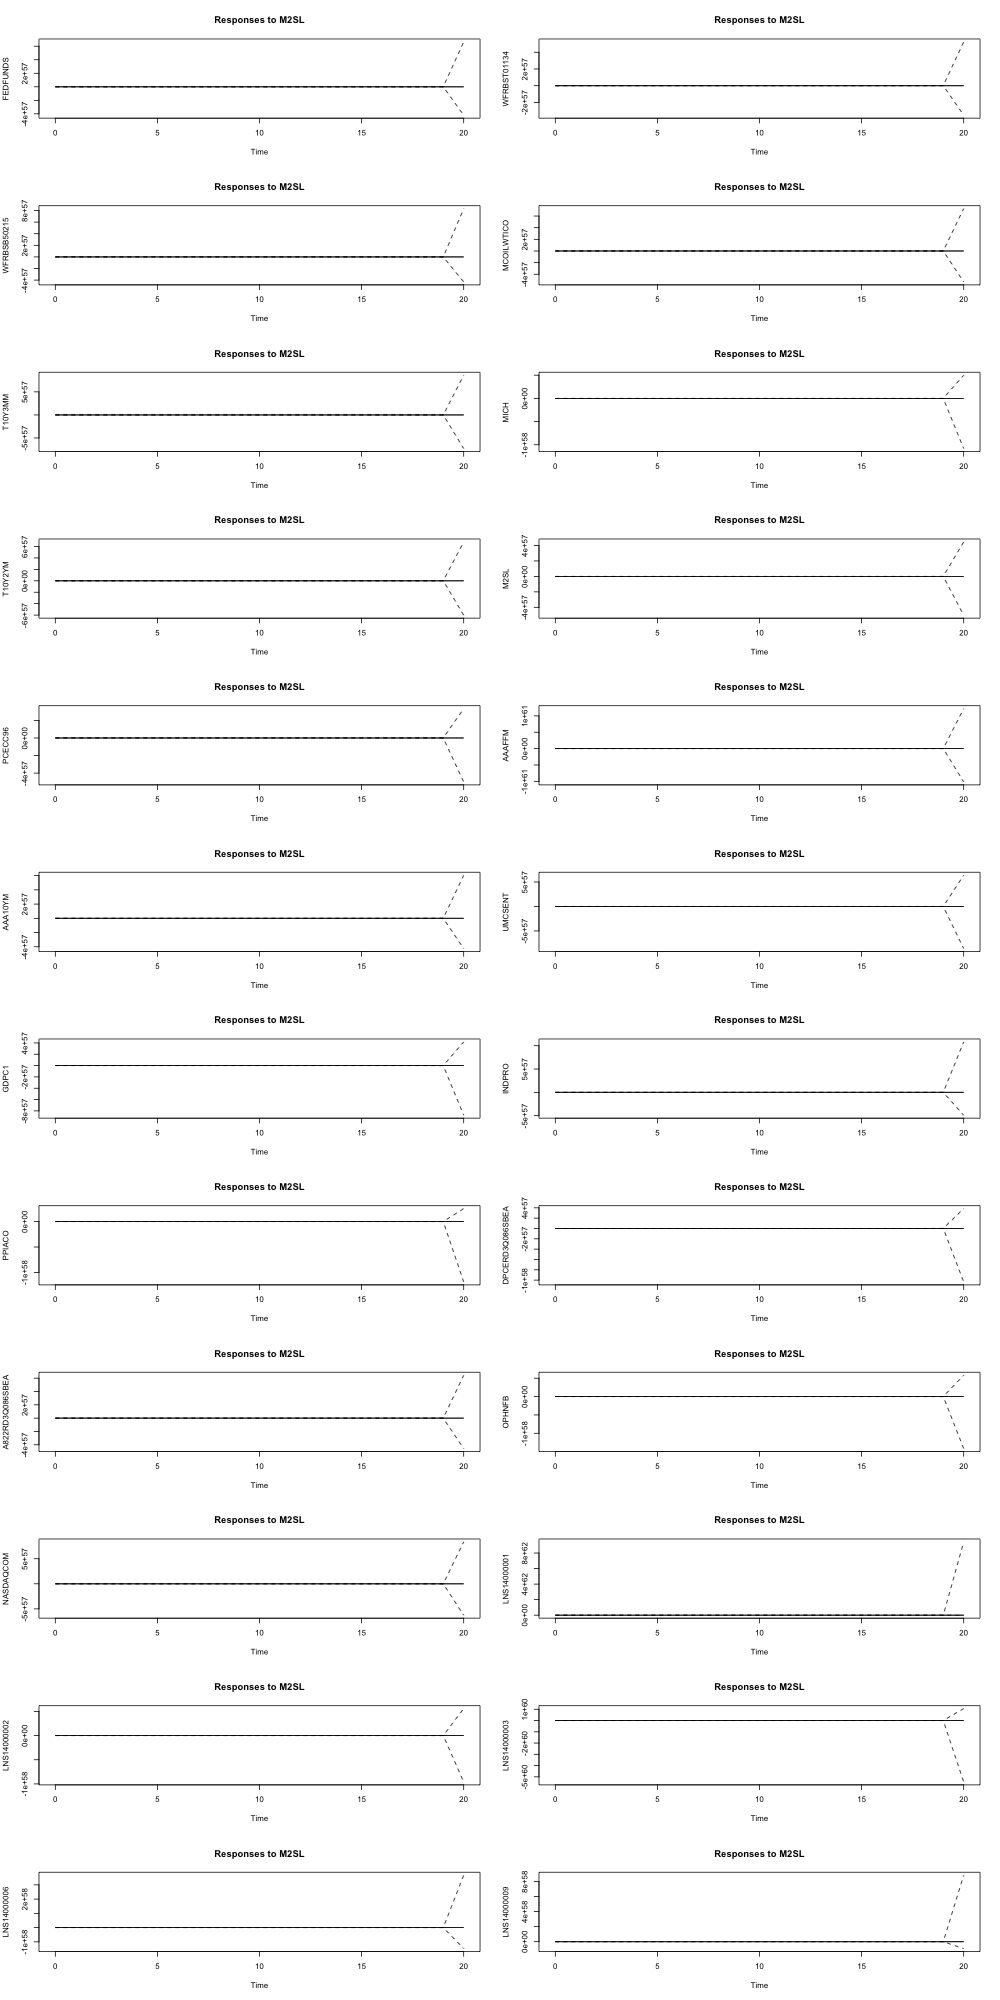 Responses to M2SL
FEDFUNDS
-4e+57 2e+57
0 5 10 15 20
Time
Responses to M2SL
WFRBST01134
-2e+57 2e+57
0 5 10 15 20
Time
Responses to M2SL
WFRBSB50215
-4e+57 2e+57 8e+57
0 5 10 15 20
Time
Responses to M2SL
MCOILWTICO
-4e+57 2e+57
0 5 10 15 20
Time
Responses to M2SL
T10Y3MM
-5e+57 5e+57
0 5 10 15 20
Time
Responses to M2SL
MICH
-1e+58 0e+00
0 5 10 15 20
Time
Responses to M2SL
T10Y2YM
-6e+57 0e+00 6e+57
0 5 10 15 20
Time
Responses to M2SL
M2SL
-4e+57 0e+00 4e+57
0 5 10 15 20
Time
Responses to M2SL
PCECC96
-4e+57 0e+00
0 5 10 15 20
Time
Responses to M2SL
AAAFFM
-1e+61 0e+00 1e+61
0 5 10 15 20
Time
Responses to M2SL
AAA10YM
-4e+57 2e+57
0 5 10 15 20
Time
Responses to M2SL
UMCSENT
-5e+57 5e+57
0 5 10 15 20
Time
Responses to M2SL
GDPC1
-8e+57 -2e+57 4e+57
0 5 10 15 20
Time
Responses to M2SL
INDPRO
-5e+57 5e+57
0 5 10 15 20
Time
Responses to M2SL
PPIACO
-1e+58 0e+00
0 5 10 15 20
Time
Responses to M2SL
DPCERD3Q086SBEA
-1e+58 -2e+57 4e+57
0 5 10 15 20
Time
Responses to M2SL
A822RD3Q086SBEA
-4e+57 2e+57
0 5 10 15 20
Time
Responses to M2SL
OPHNFB
-1e+58 0e+00
0 5 10 15 20
Time
Responses to M2SL
NASDAQCOM
-5e+57 5e+57
0 5 10 15 20
Time
Responses to M2SL
LNS14000001
0e+00 4e+62 8e+62
0 5 10 15 20
Time
Responses to M2SL
LNS14000002
-1e+58 0e+00
0 5 10 15 20
Time
Responses to M2SL
LNS14000003
-5e+60 -2e+60 1e+60
0 5 10 15 20
Time
Responses to M2SL
LNS14000006
-1e+58 2e+58
0 5 10 15 20
Time
Responses to M2SL
LNS14000009
0e+00 4e+58 8e+58
0 5 10 15 20
Time